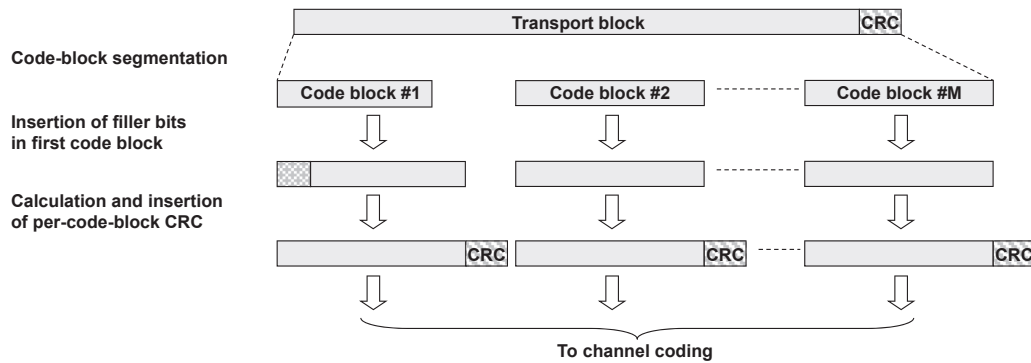 Transport block CRC
Code-block segmentation
Code block #1 Code block #2 Code block #M
Insertion of filler bits
in first code block
Calculation and insertion
of per-code-block CRC
CRC CRC CRC
To channel coding